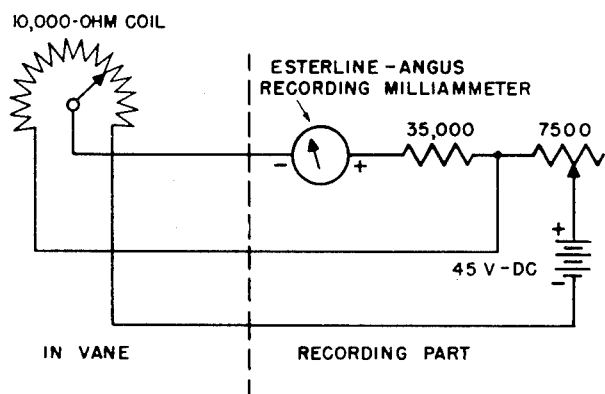 10,000-OHM COIL
ESTERLINE-ANGUS
RECORDING MILLIAMMETER
35,000
7500
-
+
+
45 V-DC
-
IN VANE
RECORDING PART